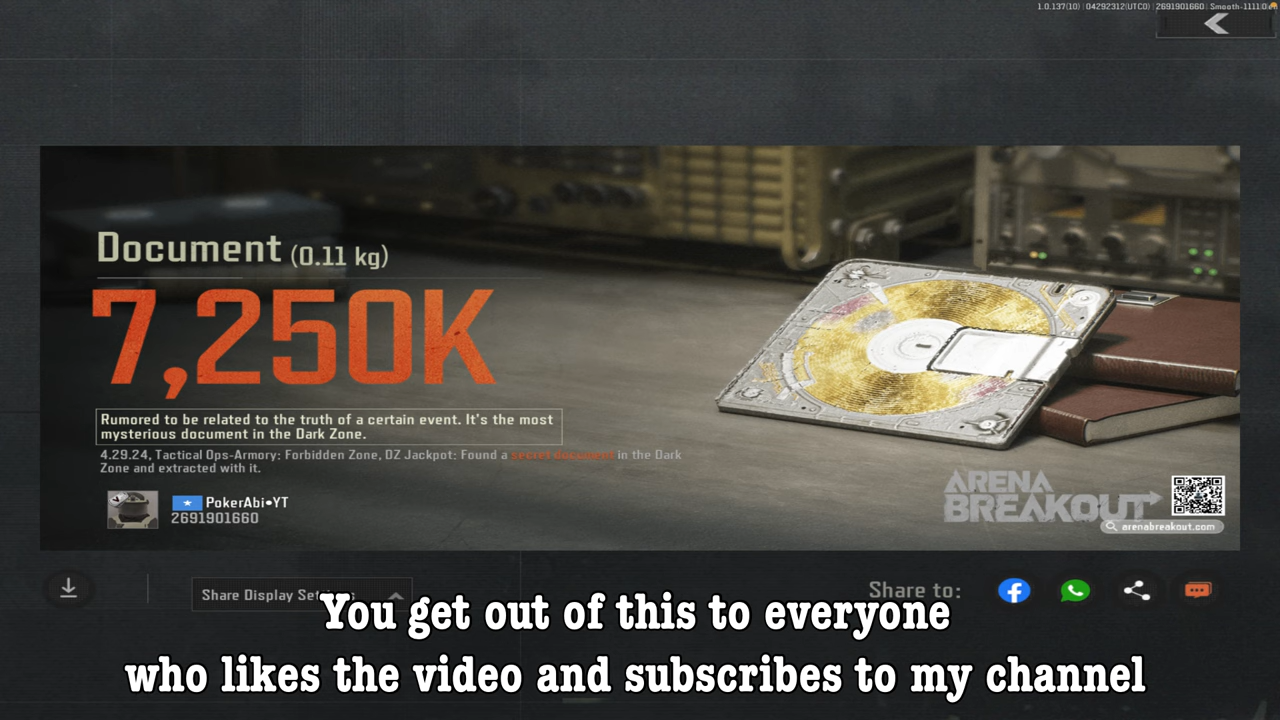 1.0.137(10) | 04292312(UTC0) | 2691901660 | Smooth-1111
Document (0.11 kg)
7,250K
Rumored to be related to the truth of a certain event. It's the most
mysterious document in the Dark Zone.
4.29.24, Tactical Ops-Armory: Forbidden Zone, DZ Jackpot: Found a secret document in the Dark
Zone and extracted with it.
PokerAbi•YT
2691901660
ARENA
BREAKOUT
arenabreakout.com
Share Display
Share to:
You get out of this to everyone
who likes the video and subscribes to my channel